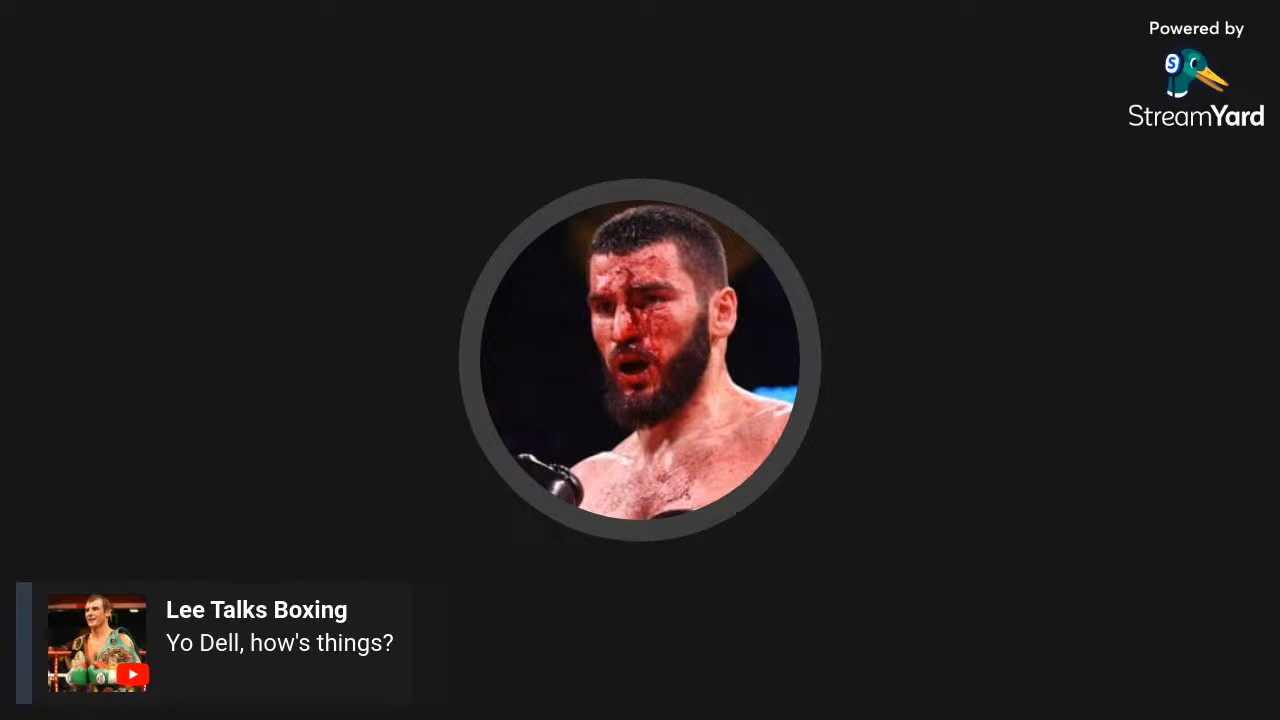 Powered by
S
StreamYard
Lee Talks Boxing
Yo Dell, how's things?